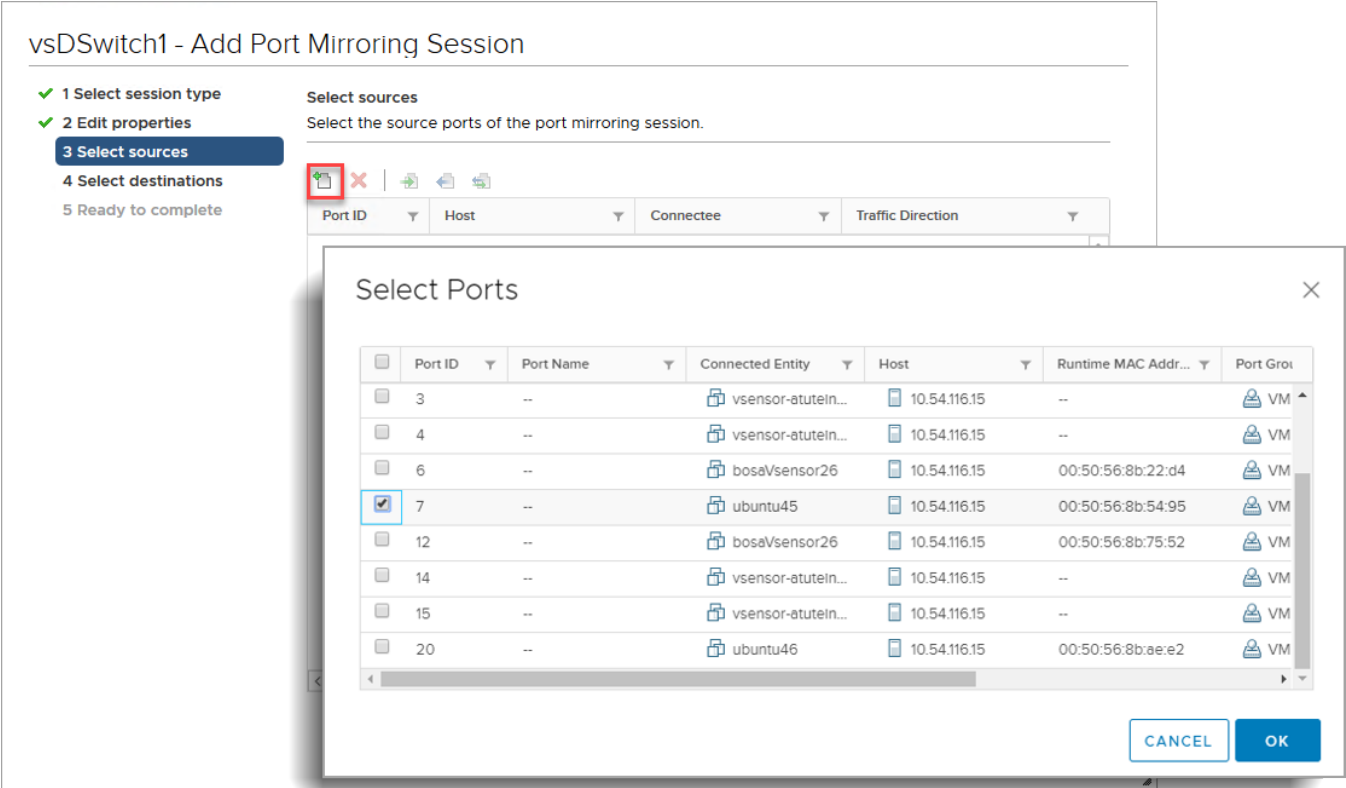 vsDSwitch1 - Add Port Mirroring Session
1 Select session type
2 Edit properties
3 Select sources
4 Select destinations
5 Ready to complete
Select sources
Select the source ports of the port mirroring session.
Port ID Host Connectee Traffic Direction
Select Ports
Port ID Port Name Connected Entity Host Runtime MAC Addr... Port Grou
3 -- vsensor-atuteIn... 10.54.116.15 -- VM
4 -- vsensor-atuteIn... 10.54.116.15 -- VM
6 -- bosaVsensor26 10.54.116.15 00:50:56:8b:22:d4 VM
7 -- ubuntu45 10.54.116.15 00:50:56:8b:54:95 VM
12 -- bosaVsensor26 10.54.116.15 00:50:56:8b:75:52 VM
14 -- vsensor-atuteIn... 10.54.116.15 -- VM
15 -- vsensor-atuteIn... 10.54.116.15 -- VM
20 -- ubuntu46 10.54.116.15 00:50:56:8b:ae:e2 VM
CANCEL OK